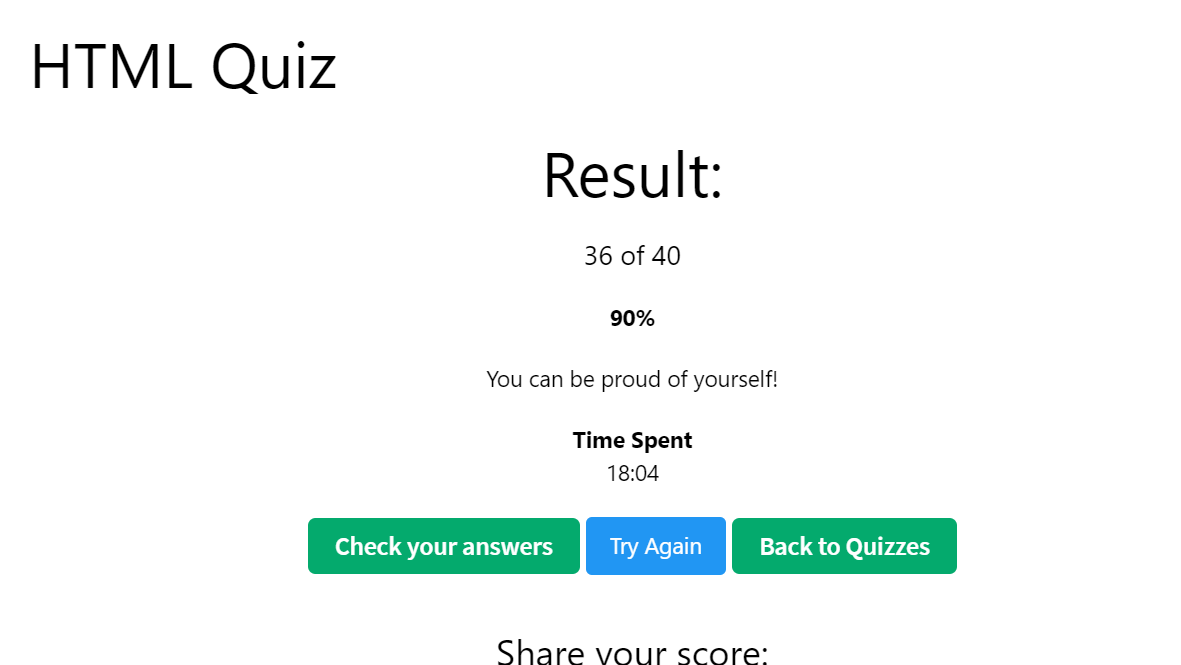 HTML Quiz
Result:
36 of 40
90%
You can be proud of yourself!
Time Spent
18:04
Check your answers
Try Again
Back to Quizzes
Share your score: